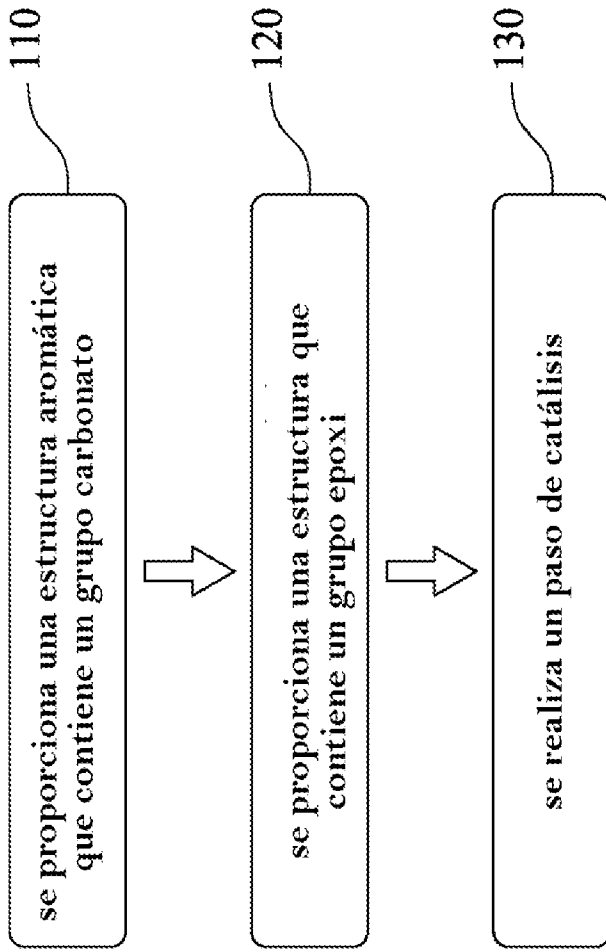 se proporciona una estructura aromática
que contiene un grupo carbonato
110
se proporciona una estructura que
contiene un grupo epoxi
120
se realiza un paso de catálisis
130